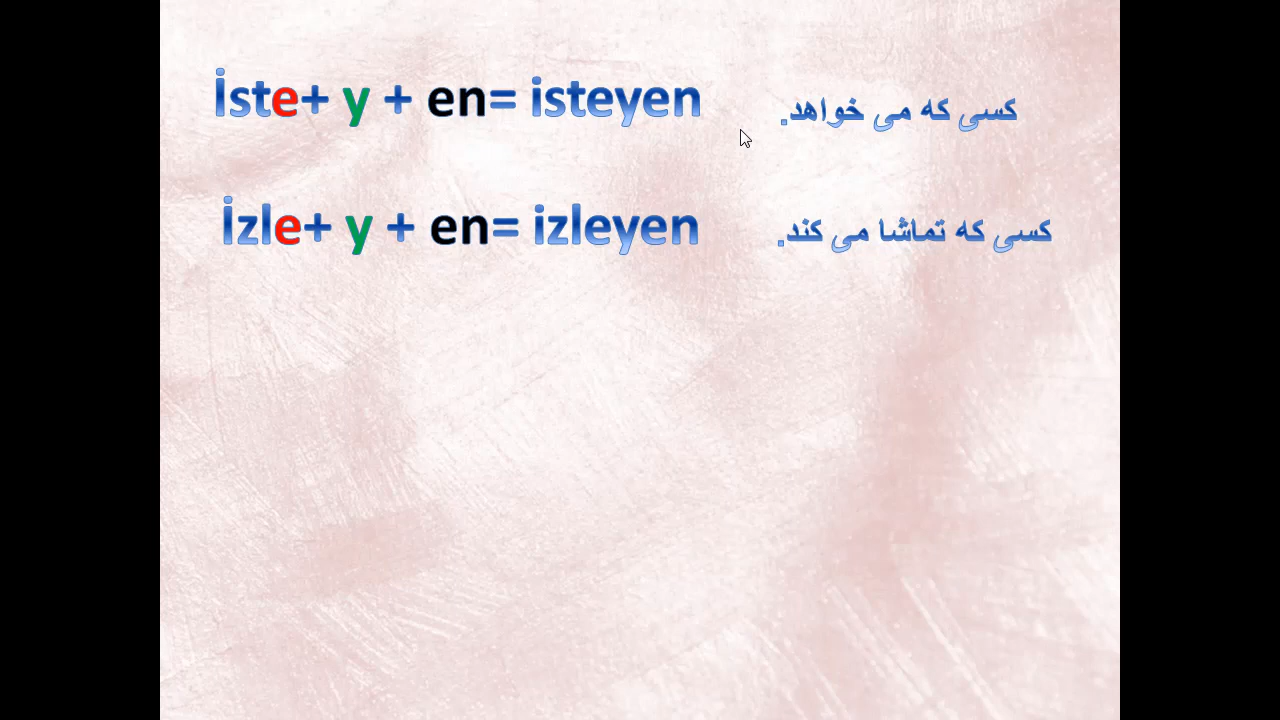 İste+ y + en= isteyen کسی که می خواهد.
İzle+ y + en= izleyen کسی که تماشا می کند.